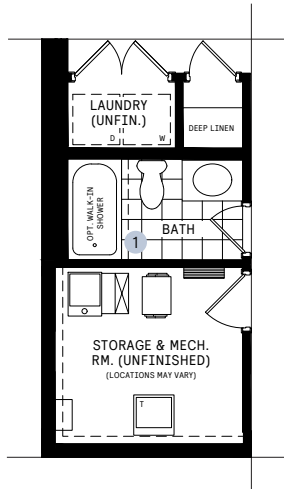 LAUNDRY
(UNFIN.)
D
W
DEEP LINEN
OPT. WALK-IN
SHOWER
BATH
1
STORAGE & MECH.
RM. (UNFINISHED)
(LOCATIONS MAY VARY)
T